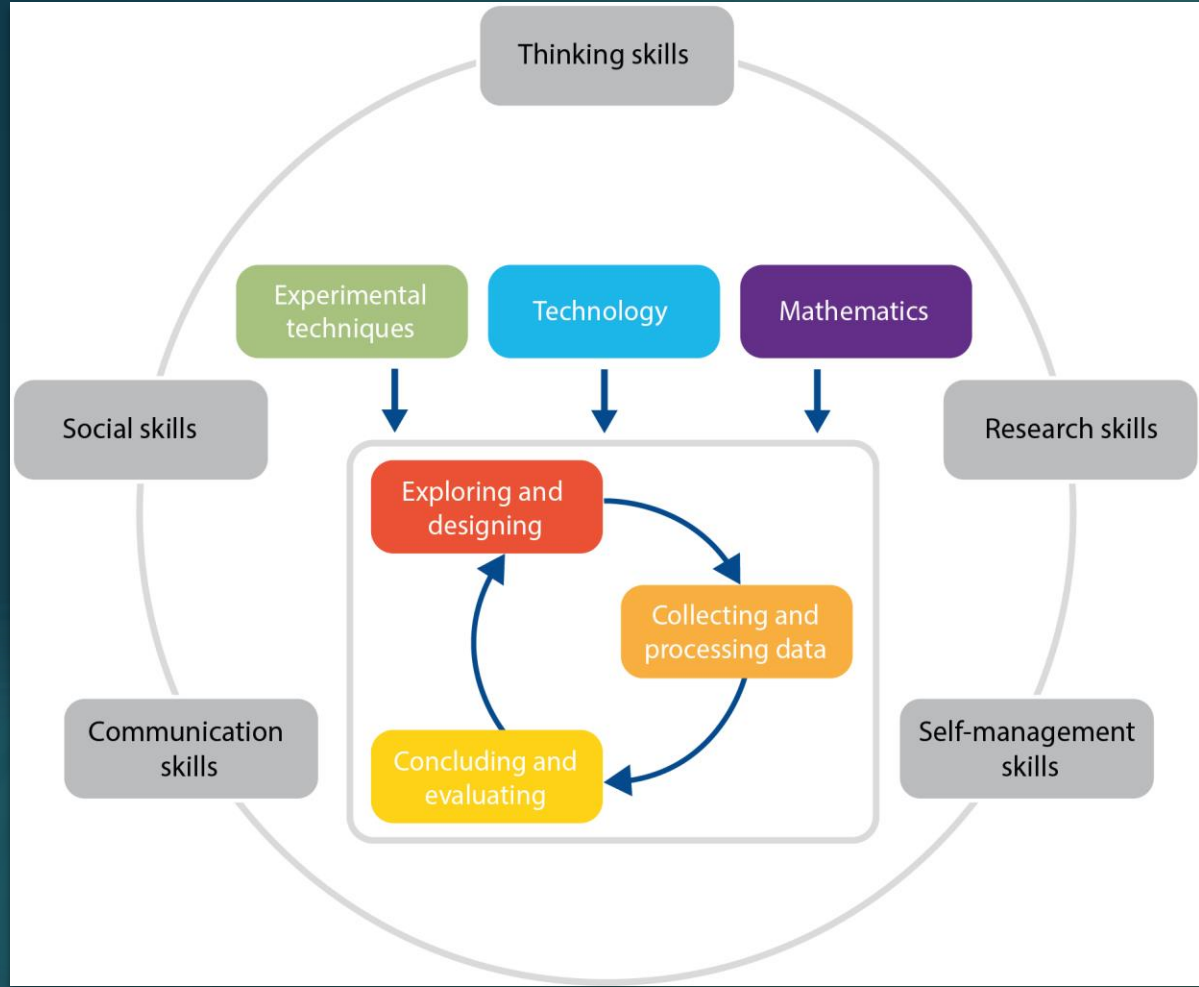 Thinking skills
Experimental
techniques
Technology
Mathematics
Social skills
Research skills
Exploring and
designing
Collecting and
processing data
Communication
skills
Self-management
skills
Concluding and
evaluating